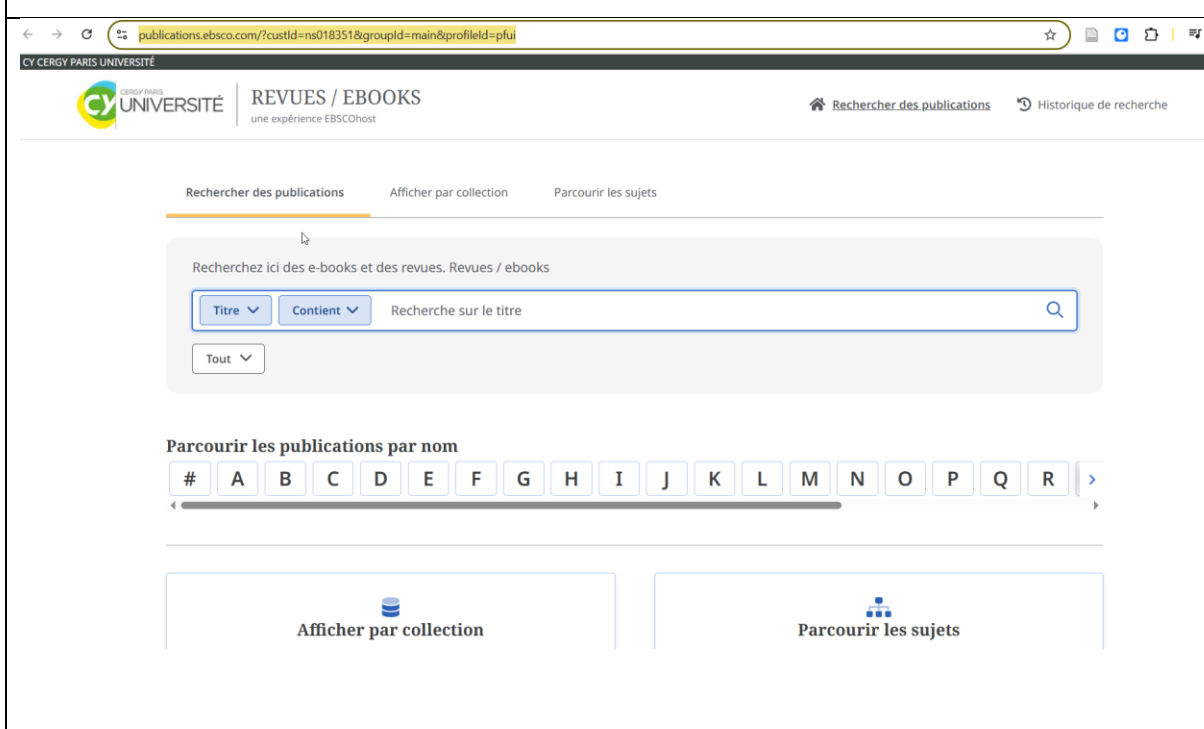 publications.ebsco.com/?custId=ns018351&groupId=main&profileId=pfui
CY CERGY PARIS UNIVERSITÉ
CERGY PARIS
CY UNIVERSITÉ
REVUES / EBOOKS
une expérience EBSCOhost
Rechercher des publications
Historique de recherche
Rechercher des publications Afficher par collection Parcourir les sujets
Recherchez ici des e-books et des revues. Revues / ebooks
Titre Contient Recherche sur le titre
Tout
Parcourir les publications par nom
# A B C D E F G H I J K L M N O P Q R
Afficher par collection Parcourir les sujets